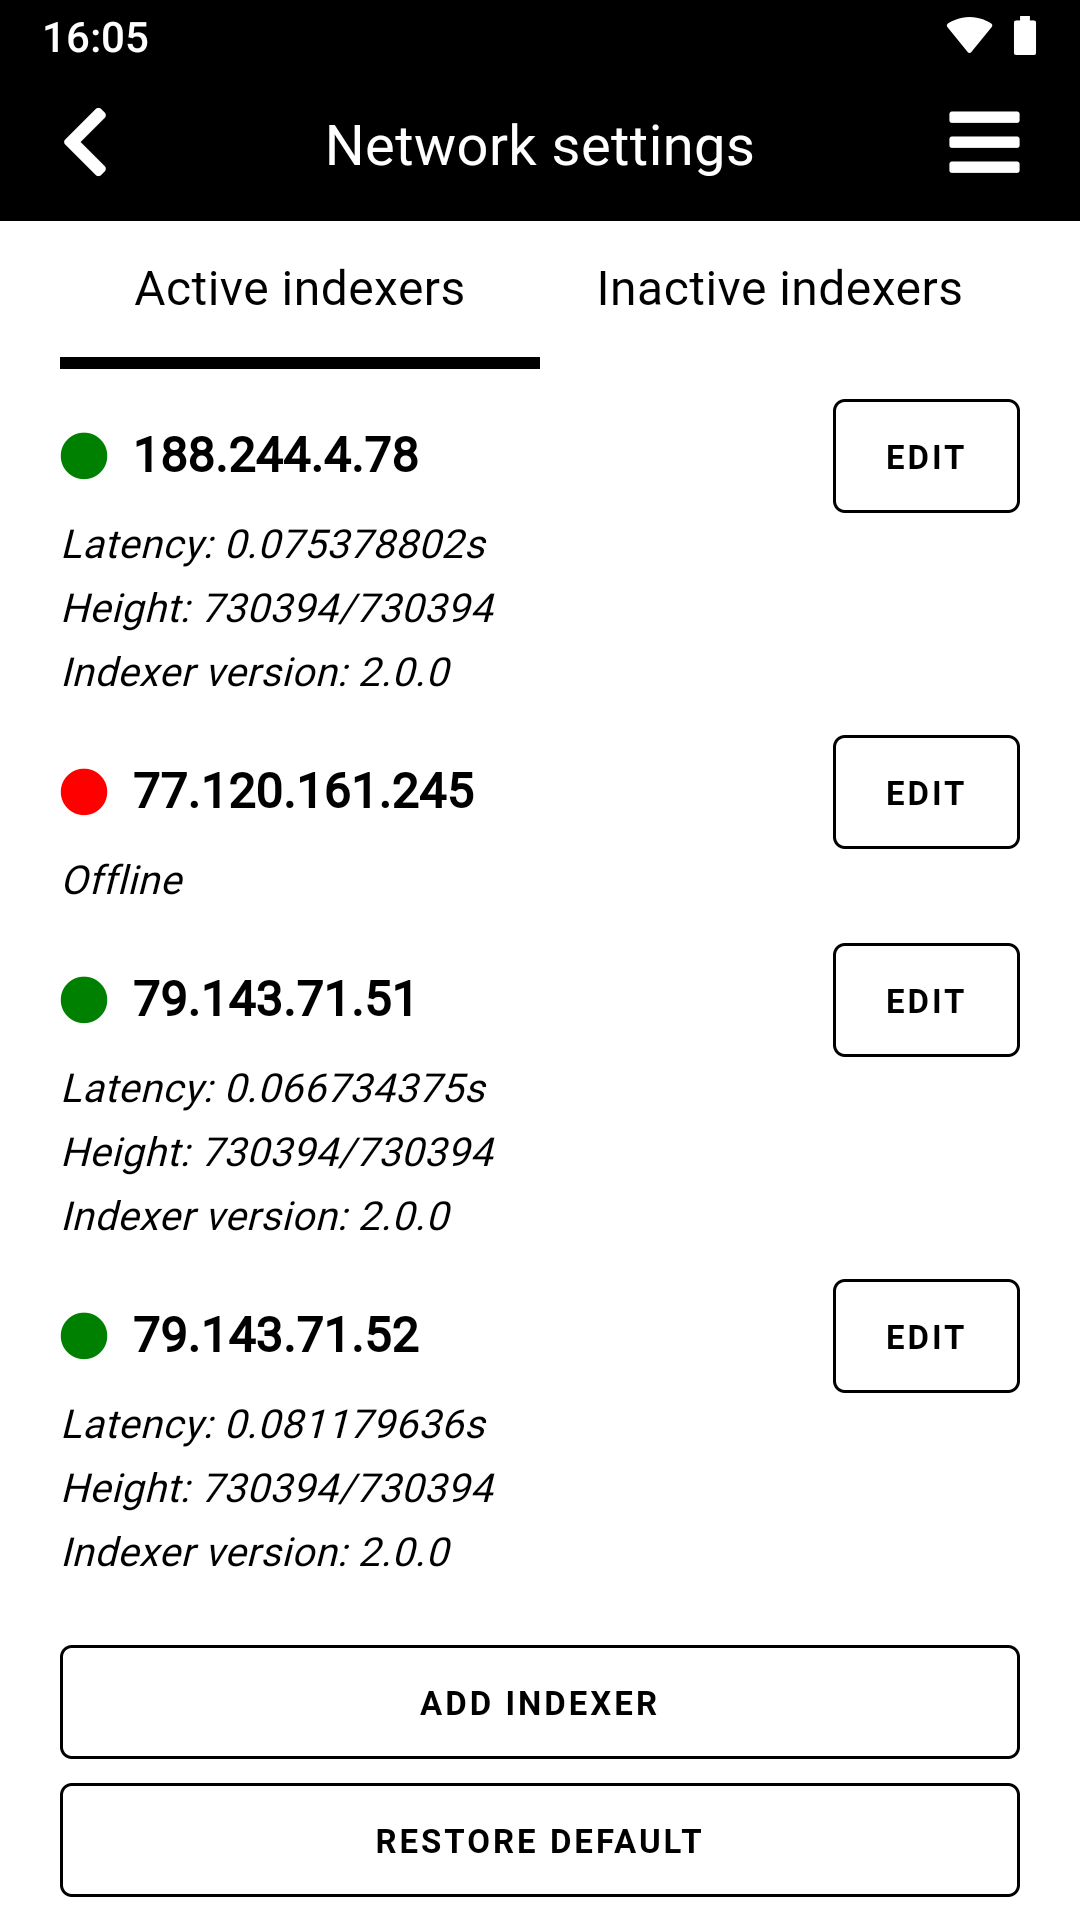 16:05
Network settings
Active indexers
Inactive indexers
188.244.4.78
EDIT
Latency: 0.075378802s
Height: 730394/730394
Indexer version: 2.0.0
77.120.161.245
EDIT
Offline
79.143.71.51
EDIT
Latency: 0.066734375s
Height: 730394/730394
Indexer version: 2.0.0
79.143.71.52
EDIT
Latency: 0.081179636s
Height: 730394/730394
Indexer version: 2.0.0
ADD INDEXER
RESTORE DEFAULT